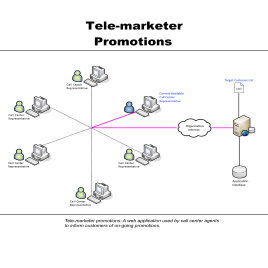 Tele-marketer
Promotions
Target Customer List
Call Center
Representative
Current Available
Call Center
Representative
Call Center
Representative
Organization
Intranet
Call Center
Representative
Call Center
Representative
Application
Database
Call Center
Representative
Tele-marketer promotions: A web application used by call center agents
to inform customers of on-going promotions.